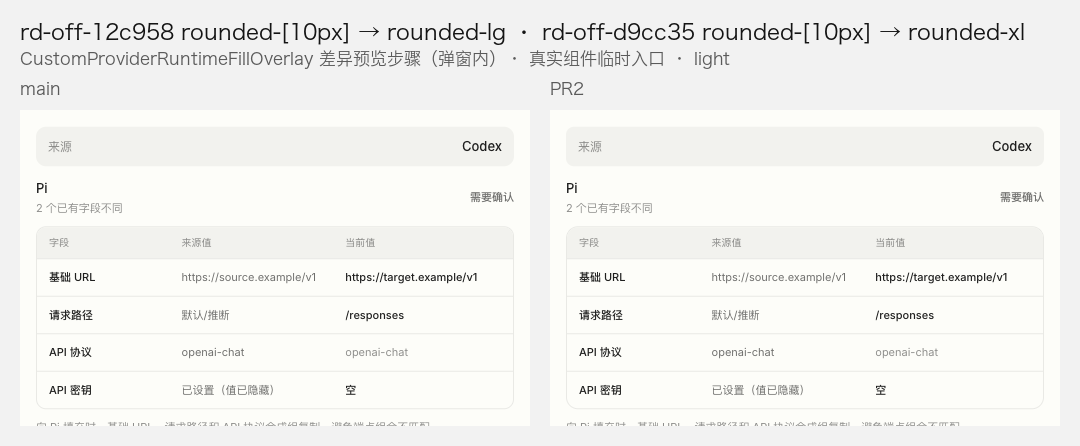 rd-off-12c958 rounded-[10px] → rounded-lg · rd-off-d9cc35 rounded-[10px] → rounded-xl
CustomProviderRuntimeFillOverlay 差异预览步骤（弹窗内）· 真实组件临时入口 · light
main
来源 Codex
Pi
2 个已有字段不同
需要确认
字段 来源值 当前值
基础 URL https://source.example/v1 https://target.example/v1
请求路径 默认/推断 /responses
API 协议 openai-chat openai-chat
API 密钥 已设置（值已隐藏） 空
PR2
来源 Codex
Pi
2 个已有字段不同
需要确认
字段 来源值 当前值
基础 URL https://source.example/v1 https://target.example/v1
请求路径 默认/推断 /responses
API 协议 openai-chat openai-chat
API 密钥 已设置（值已隐藏） 空